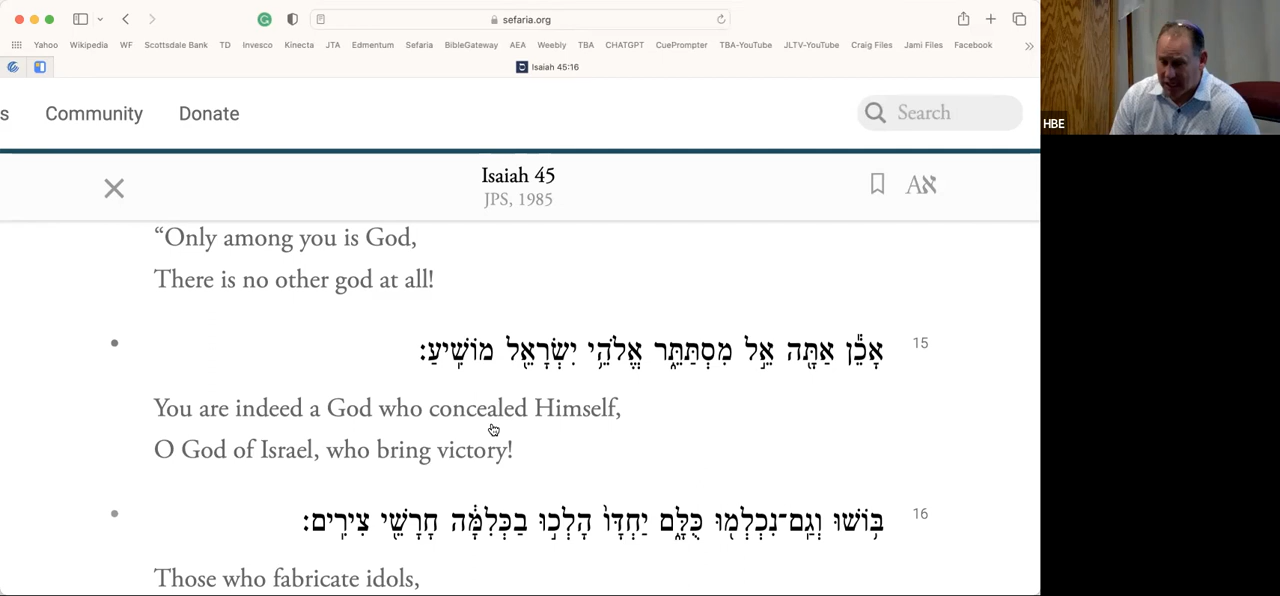 sefaria.org
Yahoo Wikipedia WF Scottsdale Bank TD Invesco Kinecta JTA Edmentum Sefaria BibleGateway AEA Weebly TBA CHATGPT CuePrompter TBA-YouTube JLTV-YouTube Craig Files Jami Files Facebook
Isaiah 45:16
s Community Donate Search
HBE
Isaiah 45
JPS, 1985
Aא
“Only among you is God,
There is no other god at all!
15 אָכֵ֕ן אַתָּ֖ה אֵ֣ל מִסְתַּתֵּ֑ר אֱלֹהֵ֥י יִשְׂרָאֵ֖ל מוֹשִֽׁיעַ׃
You are indeed a God who concealed Himself,
O God of Israel, who bring victory!
16 בּ֥וֹשׁוּ וְגַֽם־נִכְלְמ֖וּ כֻּלָּ֑ם יַחְדָּו֙ הָלְכ֣וּ בַכְּלִמָּ֔ה חָרָשֵׁ֖י צִירִֽים׃
Those who fabricate idols,